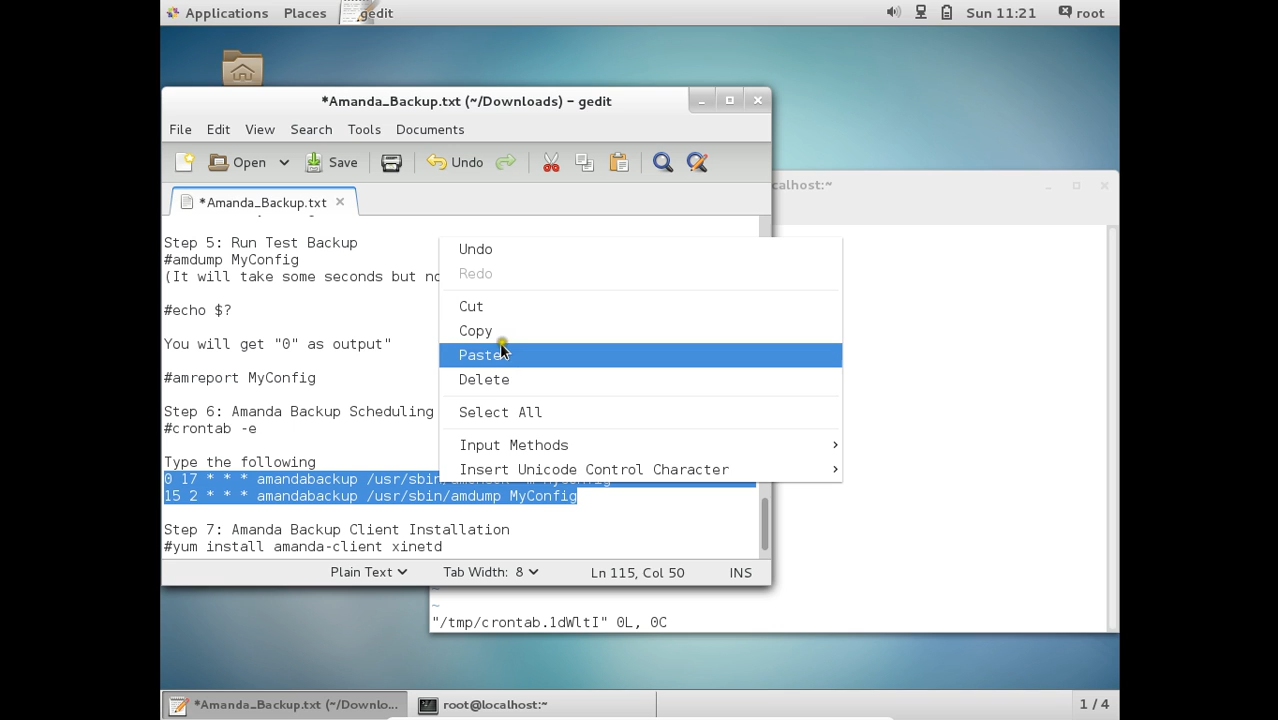 Applications Places gedit Sun 11:21 root
*Amanda_Backup.txt (~/Downloads) – gedit
File Edit View Search Tools Documents
Open Save Undo
calhost:~
*Amanda_Backup.txt
Step 5: Run Test Backup
#amdump MyConfig
(It will take some seconds but no
#echo $?
You will get "0" as output"
#amreport MyConfig
Step 6: Amanda Backup Scheduling
#crontab -e
Type the following
0 17 * * * amandabackup /usr/sbin/
15 2 * * * amandabackup /usr/sbin/amdump MyConfig
Step 7: Amanda Backup Client Installation
#yum install amanda-client xinetd
Undo
Redo
Cut
Copy
Paste
Delete
Select All
Input Methods
Insert Unicode Control Character
Plain Text Tab Width: 8 Ln 115, Col 50 INS
~
~
"/tmp/crontab.1dWltI" 0L, 0C
*Amanda_Backup.txt (~/Downlo... root@localhost:~ 1 / 4